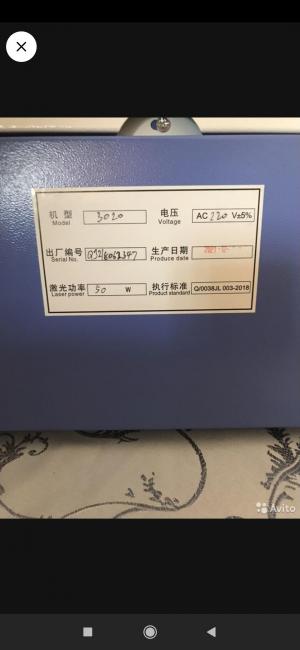 机型 3020 电压 AC 220 V±5%
Model Voltage
出厂编号 生产日期
Serial No. Produce date
激光功率 50 W 执行标准 Q/0038JL 003-2018
Laser power Product standard
Avito